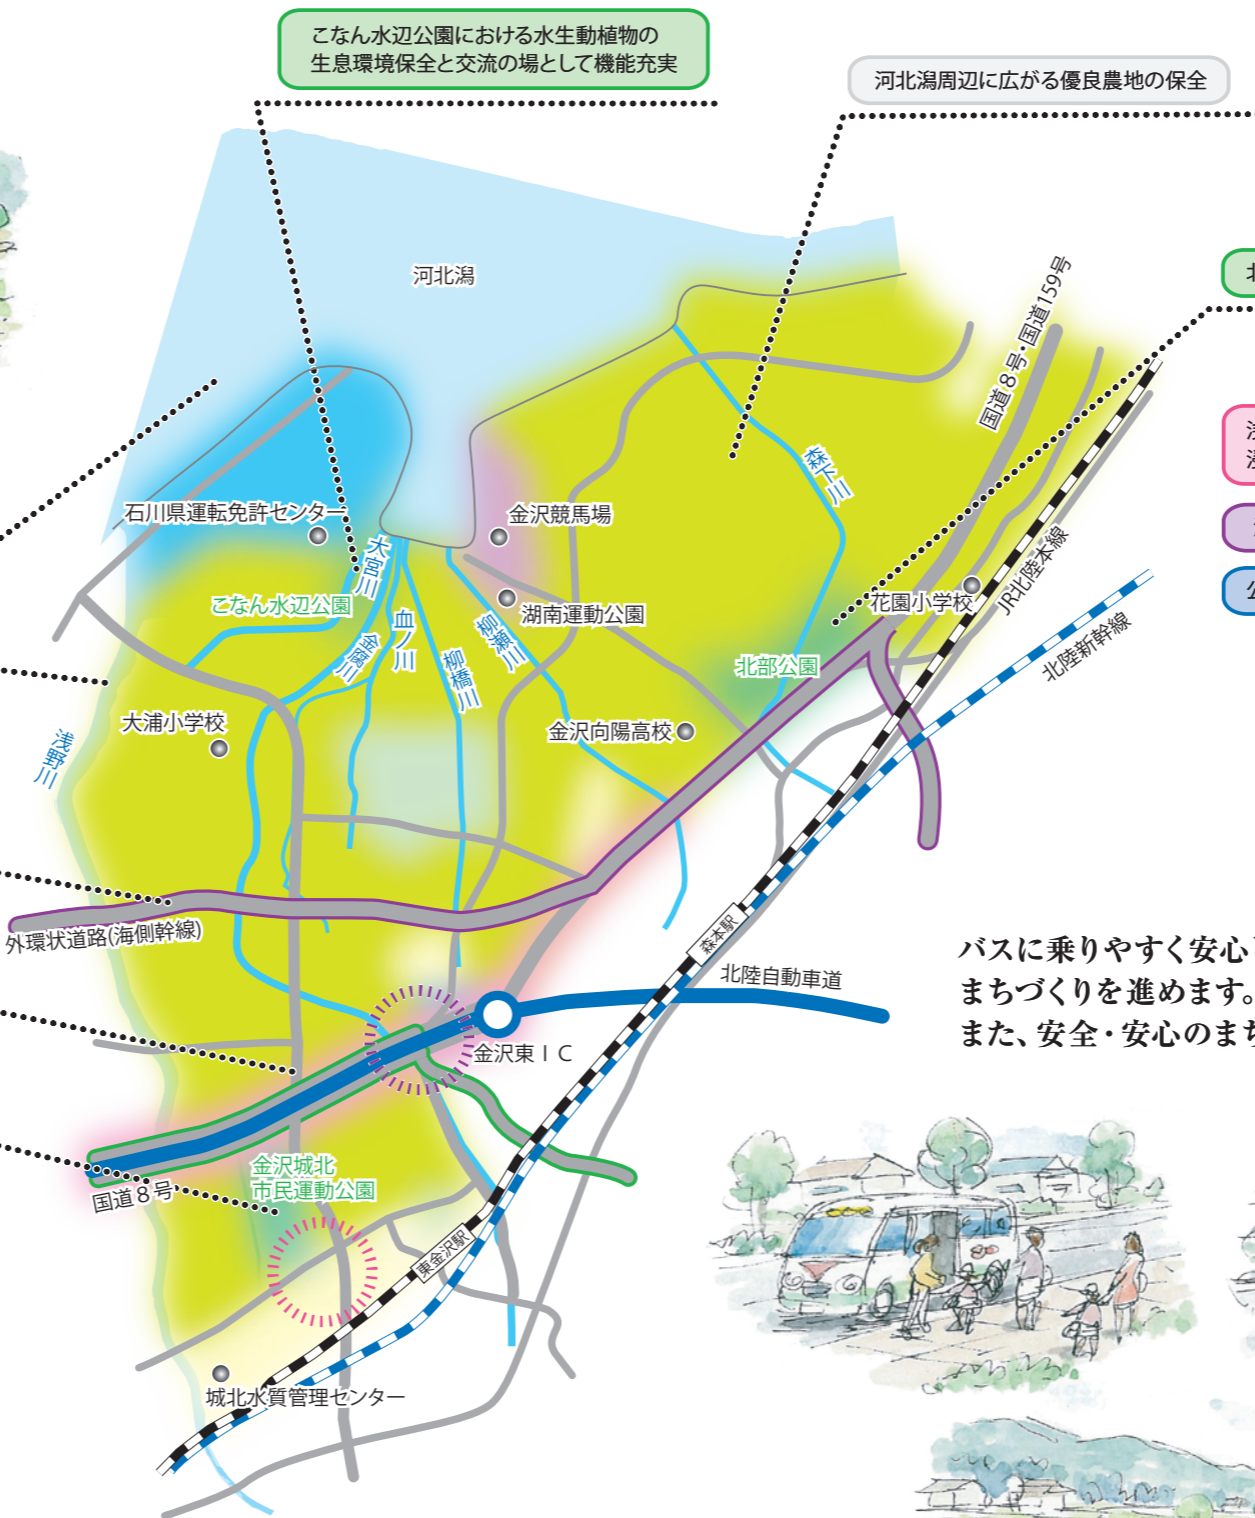 こなん水辺公園における水生動植物の
生息環境保全と交流の場として機能充実
河北潟周辺に広がる優良農地の保全
河北潟
国道8号・国道159号
森下川
石川県運転免許センター
金沢競馬場
大宮川
こなん水辺公園
血ノ川
金腐川
柳橋川
柳瀬川
湖南運動公園
花園小学校
JR北陸本線
北陸新幹線
北部公園
大浦小学校
金沢向陽高校
浅野川
外環状道路(海側幹線)
森本駅
北陸自動車道
金沢東IC
国道8号
金沢城北
市民運動公園
東金沢駅
城北水質管理センター
バスに乗りやすく安心
まちづくりを進めます。
また、安全・安心のまち
公